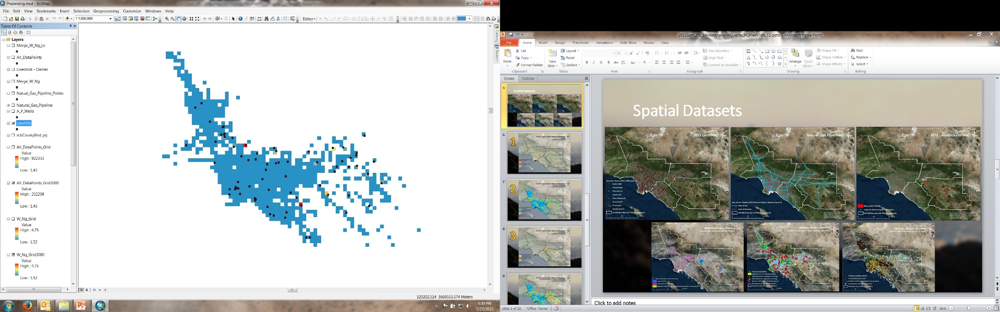 Processing.mxd - ArcMap
File Edit View Bookmarks Insert Selection Geoprocessing Customize Windows Help
1:1,000,000
Editor
Table Of Contents
Layers
Merge_W_Ng_Lv
All_DataPoints
Livestock - Dairies
Merge_W_Ng
Natual_Gas_Pipeline_Points
Natural_Gas_Pipeline
A_P_Wells
Landfills
scbCountyBnd_prj
All_DataPoints_Grid
Value
High : 922333
Low : 1.43
All_DataPoints_Grid3000
Value
High : 252298
Low : 1.43
W_Ng_Grid
Value
High : 4.75
Low : 1.52
W_Ng_Grid3000
Value
High : 4.75
Low : 1.52
Catalog
Search
320202.514 3669555.574 Meters
4:30 PM
7/27/2015
2015Sum_JPL_LAHealthandAirQuality_HQFlashTalk_FD.pptx - Microsoft PowerPoint
File Home Insert Design Transitions Animations Slide Show Review View
Paste
Cut
Copy
Format Painter
Clipboard
New Slide
Layout
Reset
Section
Slides
12
Font
Text Direction
Align Text
Convert to SmartArt
Paragraph
Arrange
Quick Styles
Shape Fill
Shape Outline
Shape Effects
Drawing
Find
Replace
Select
Editing
Slides Outline
5
Spatial Datasets
6
1
7
2
8
3
9
Spatial Datasets
2012 Landfills
Natural Gas Pipelines
2012 Livestock-Dairies
Methane Source Emitters
Methane Source Emitters
Methane Source Emitters
Click to add notes
Slide 5 of 10
"Office Theme"
91%